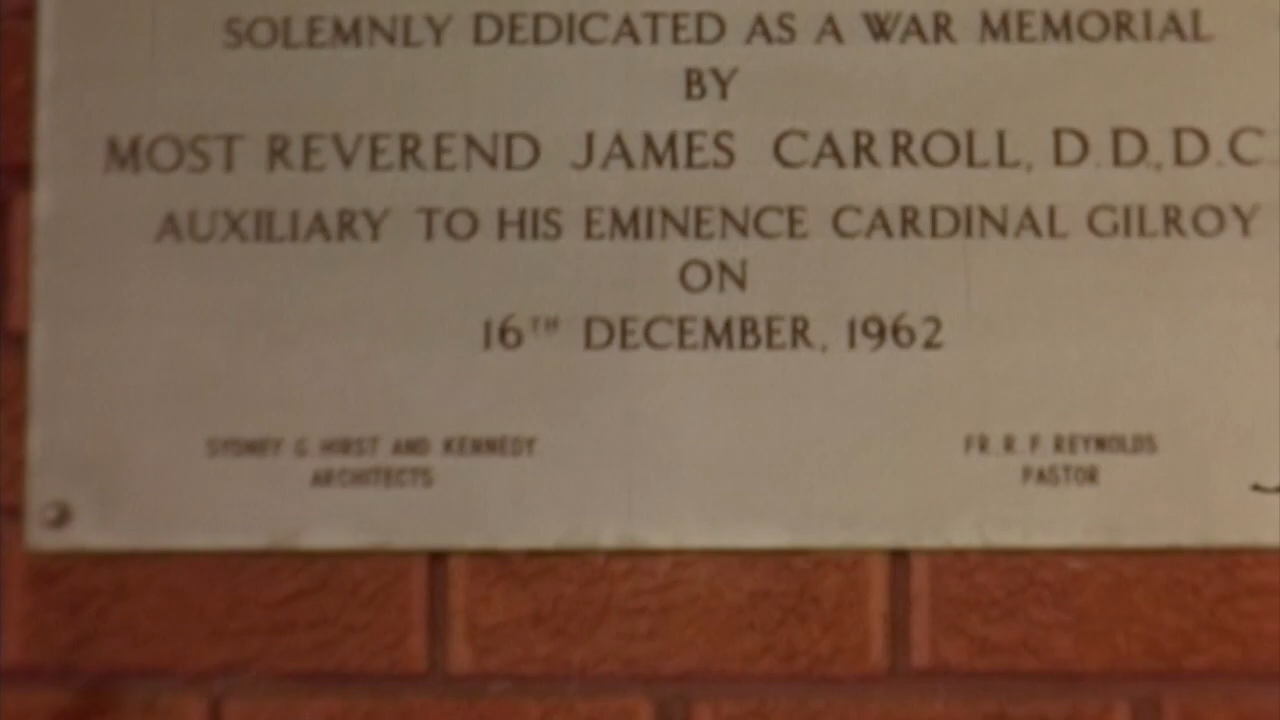 SOLEMNLY DEDICATED AS A WAR MEMORIAL
BY
MOST REVEREND JAMES CARROLL, D.D., D.C
AUXILIARY TO HIS EMINENCE CARDINAL GILROY
ON
16TH DECEMBER, 1962
SYDNEY G. HIRST AND KENNEDY
ARCHITECTS
FR. R. F. REYNOLDS
PASTOR